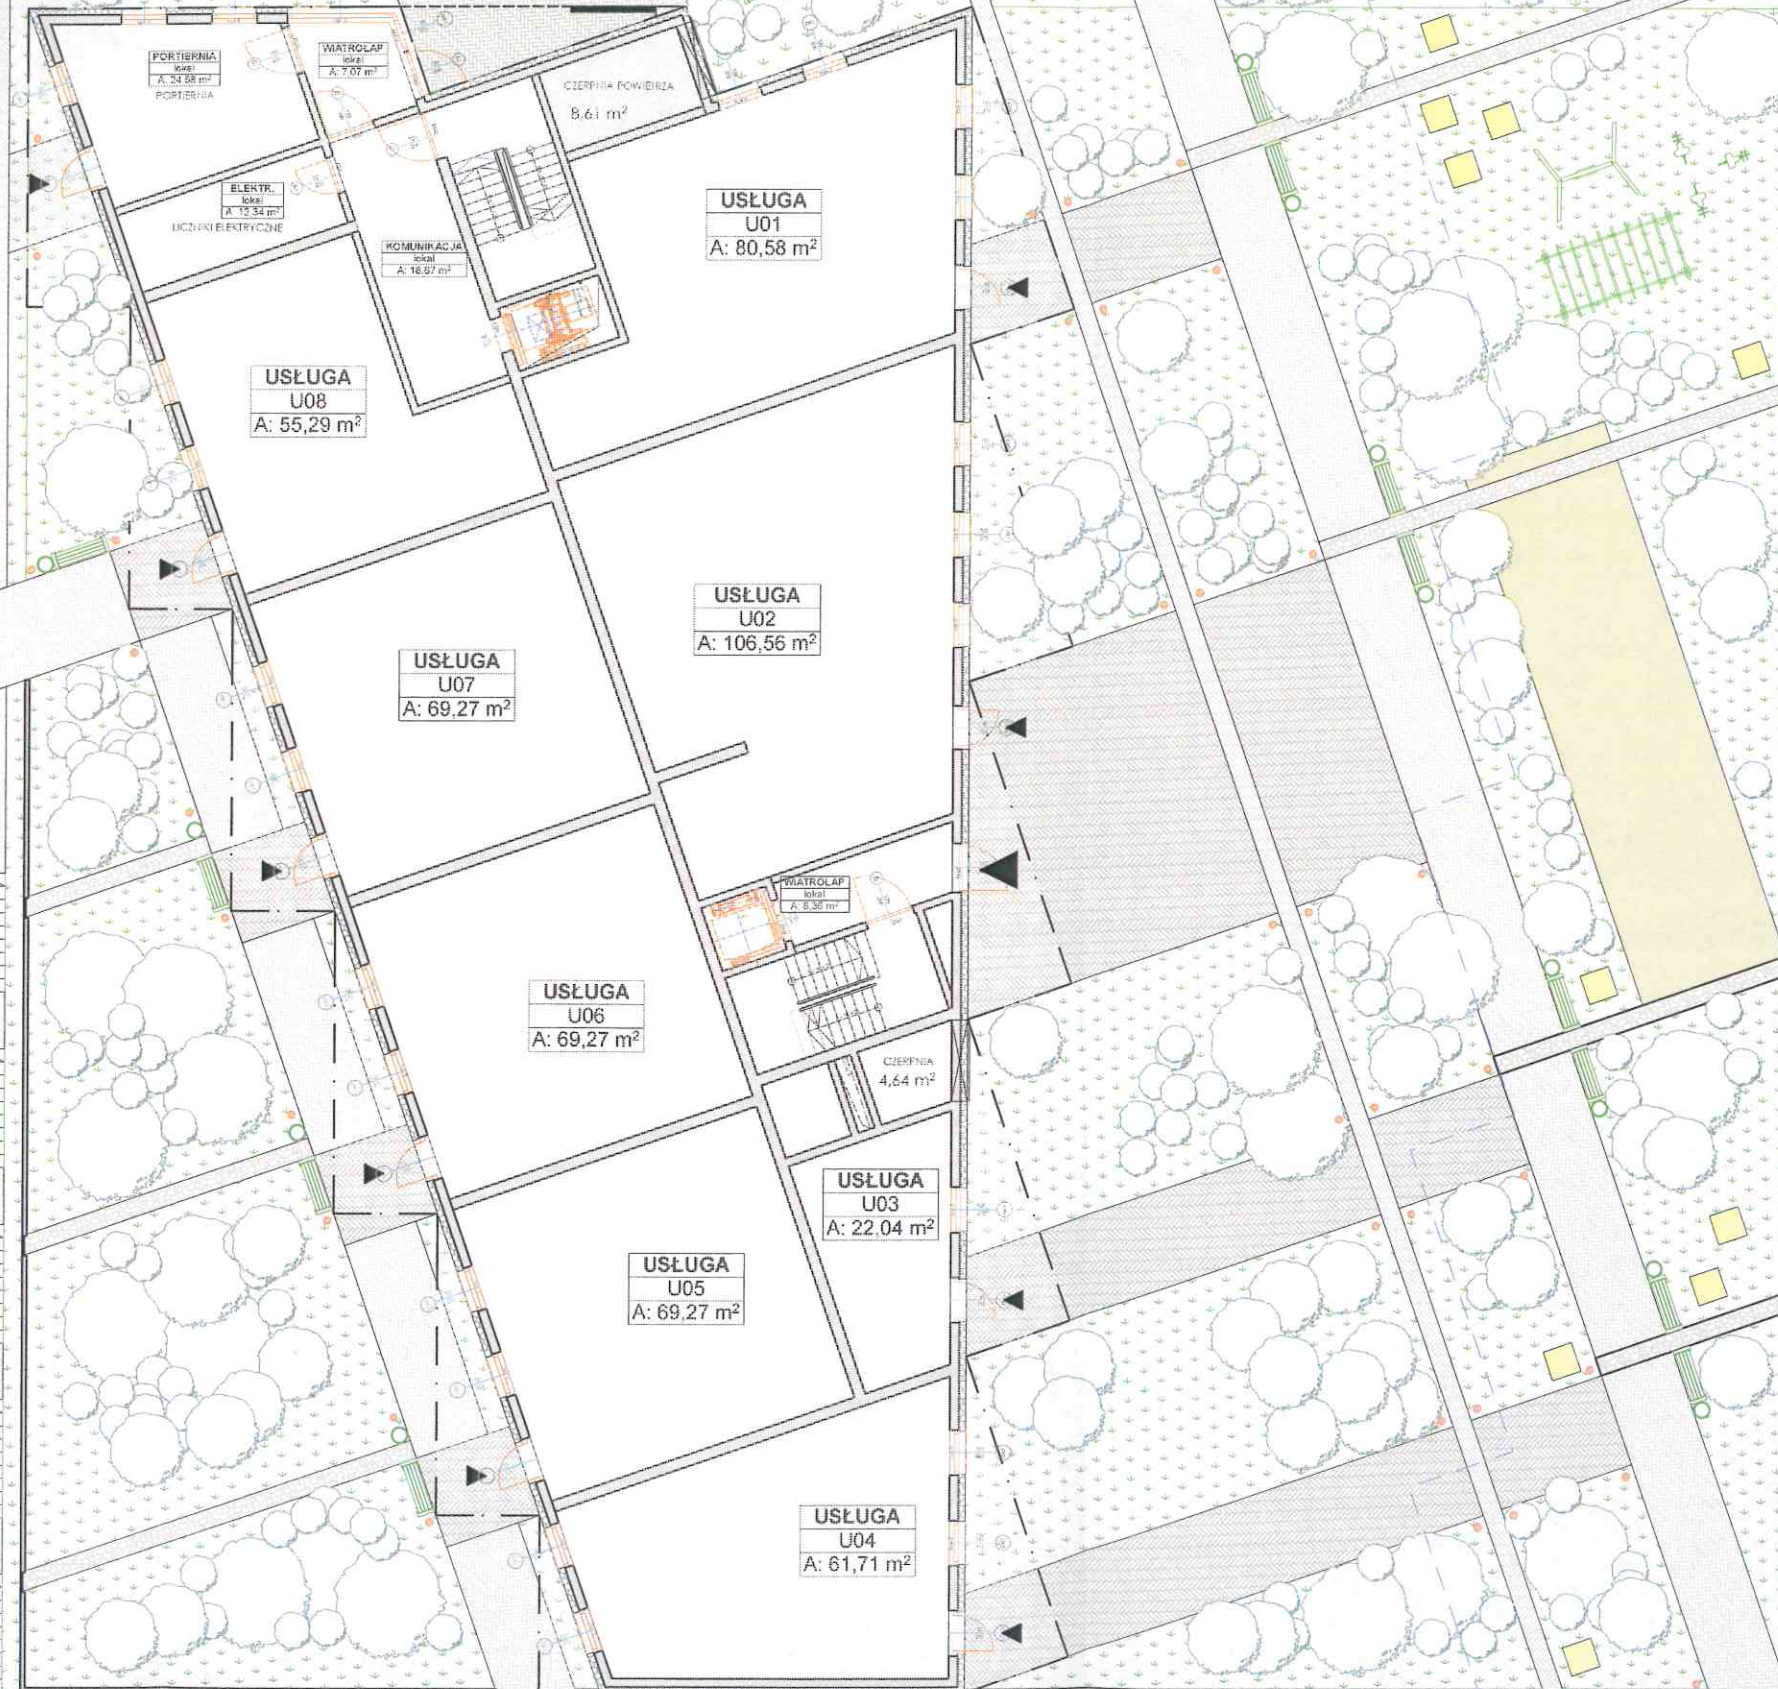 PORTIERNIA
lokal
A: 24,58 m²
PORTIERNIA
WIATROŁAP
lokal
A: 7,07 m²
CZERPNIA POWIETRZA
8.61 m²
ELEKTR.
lokal
A: 12,34 m²
LICZNIKI ELEKTRYCZNE
KOMUNIKACJA
lokal
A: 18,67 m²
USŁUGA
U01
A: 80,58 m²
USŁUGA
U08
A: 55,29 m²
USŁUGA
U02
A: 106,56 m²
USŁUGA
U07
A: 69,27 m²
WIATROŁAP
lokal
A: 8,36 m²
USŁUGA
U06
A: 69,27 m²
CZERPNIA
4,64 m²
USŁUGA
U03
A: 22,04 m²
USŁUGA
U05
A: 69,27 m²
USŁUGA
U04
A: 61,71 m²